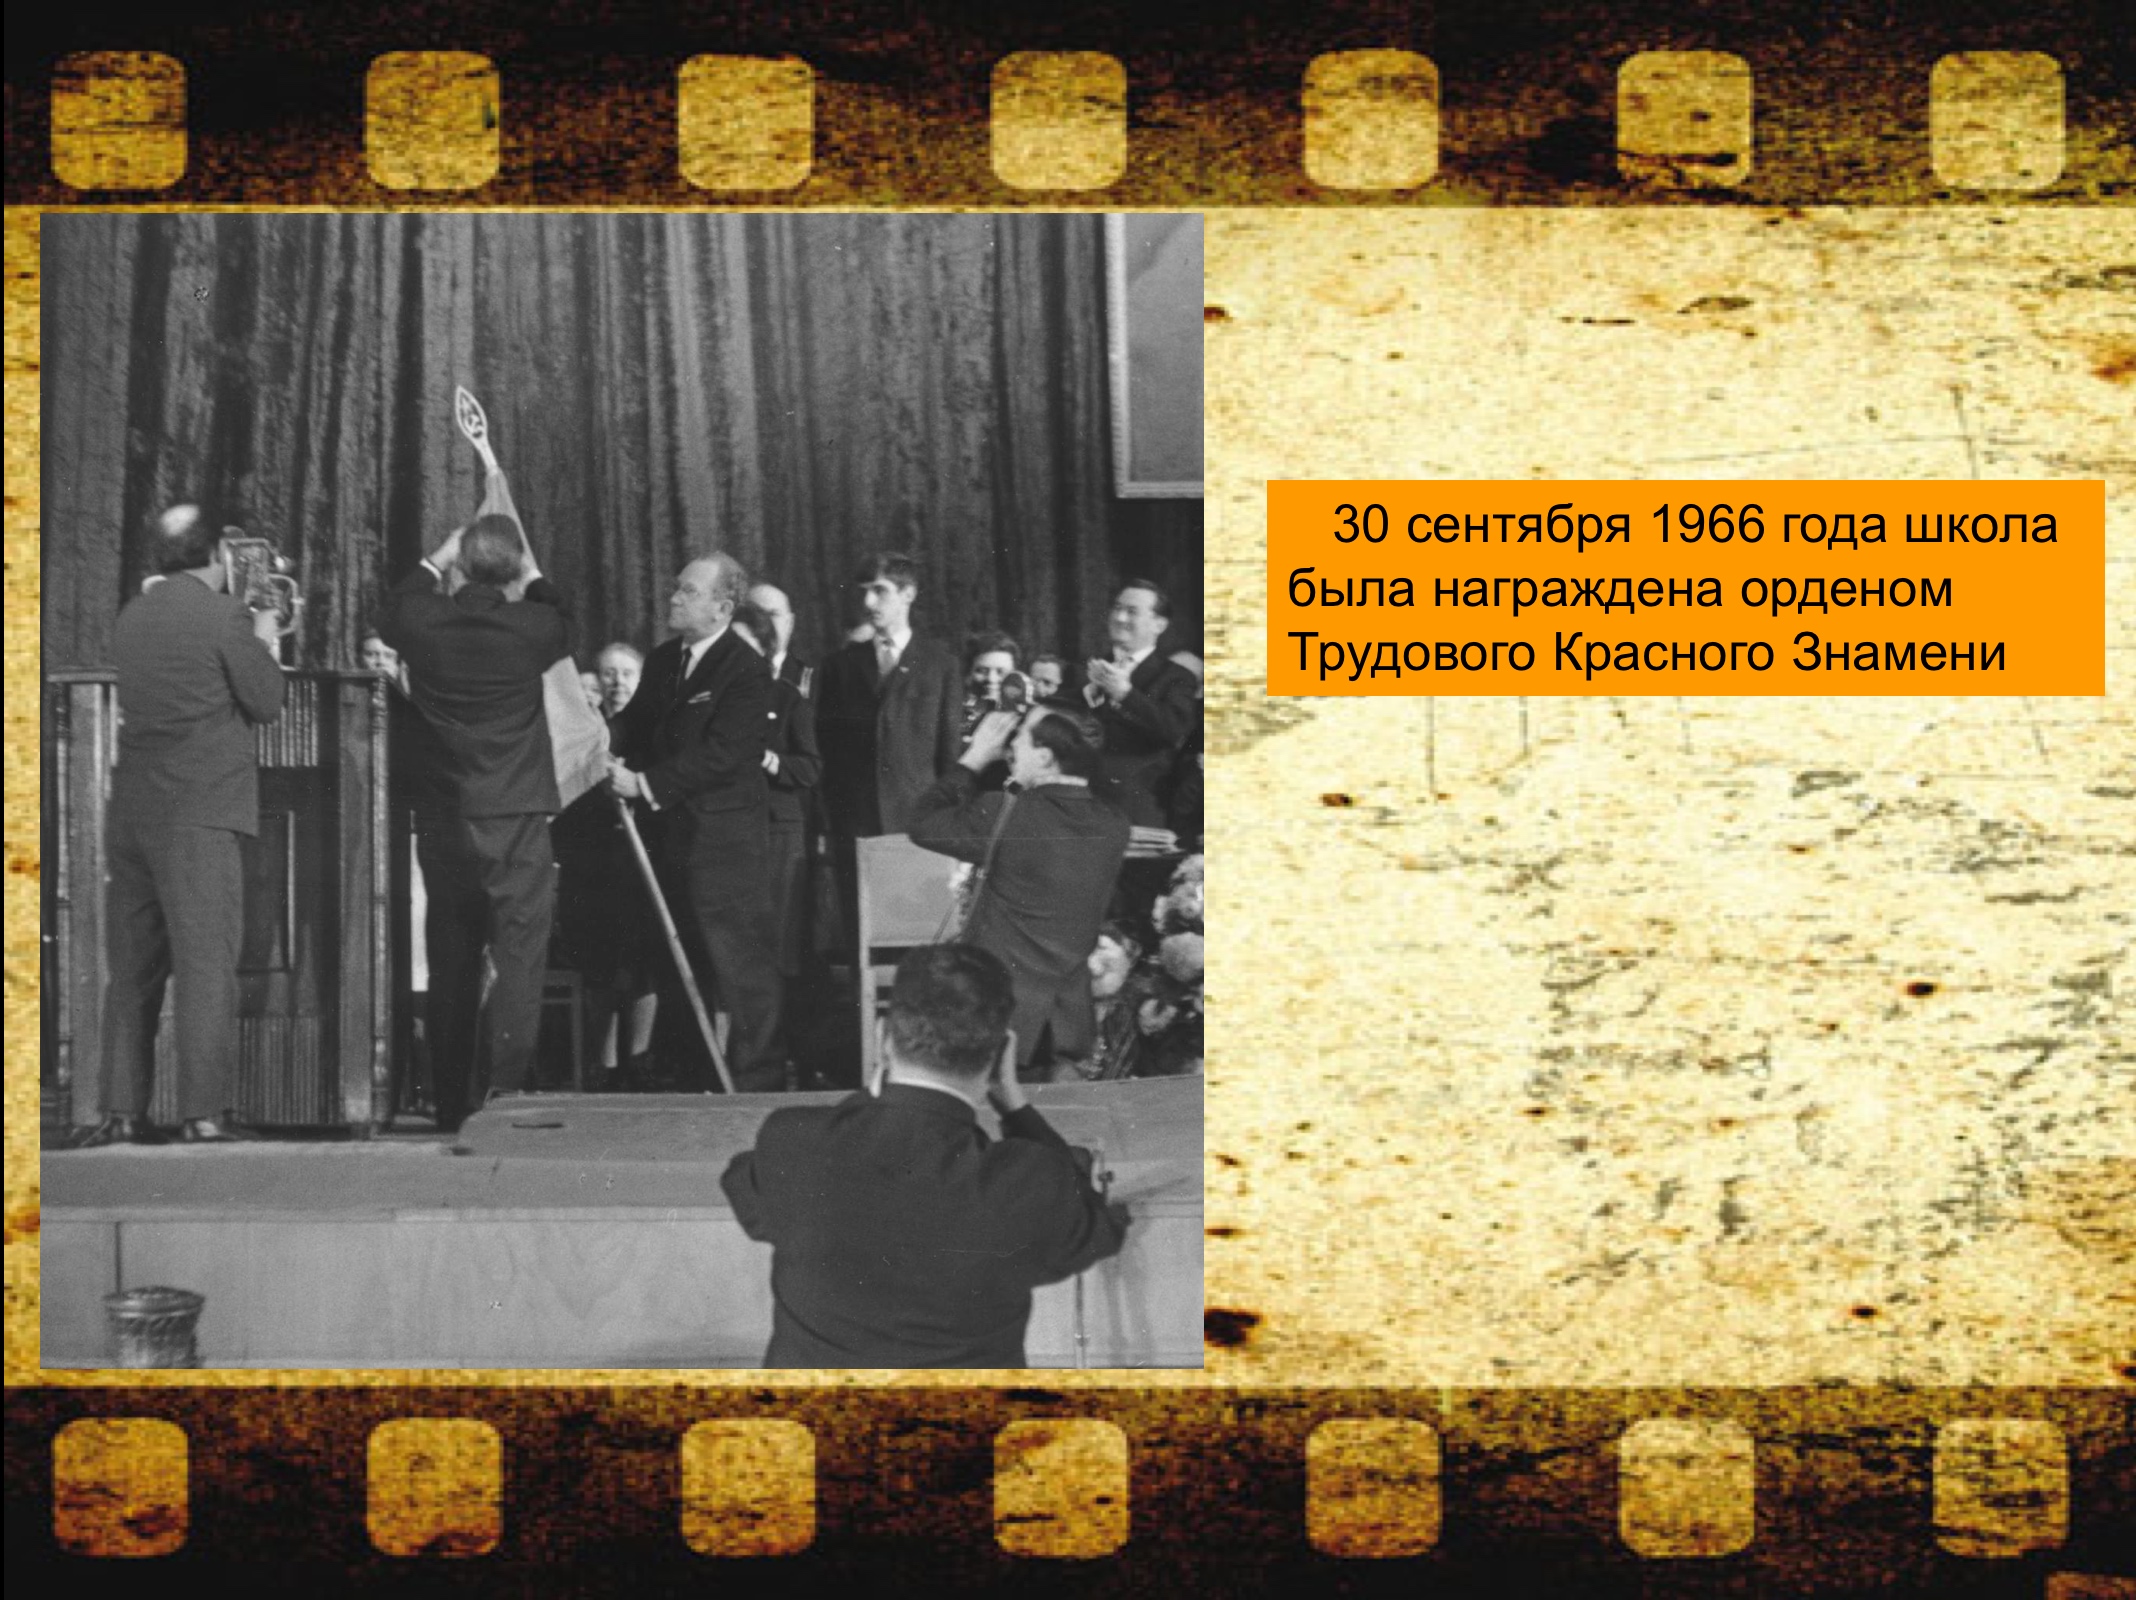 30 сентября 1966 года школа
была награждена орденом
Трудового Красного Знамени